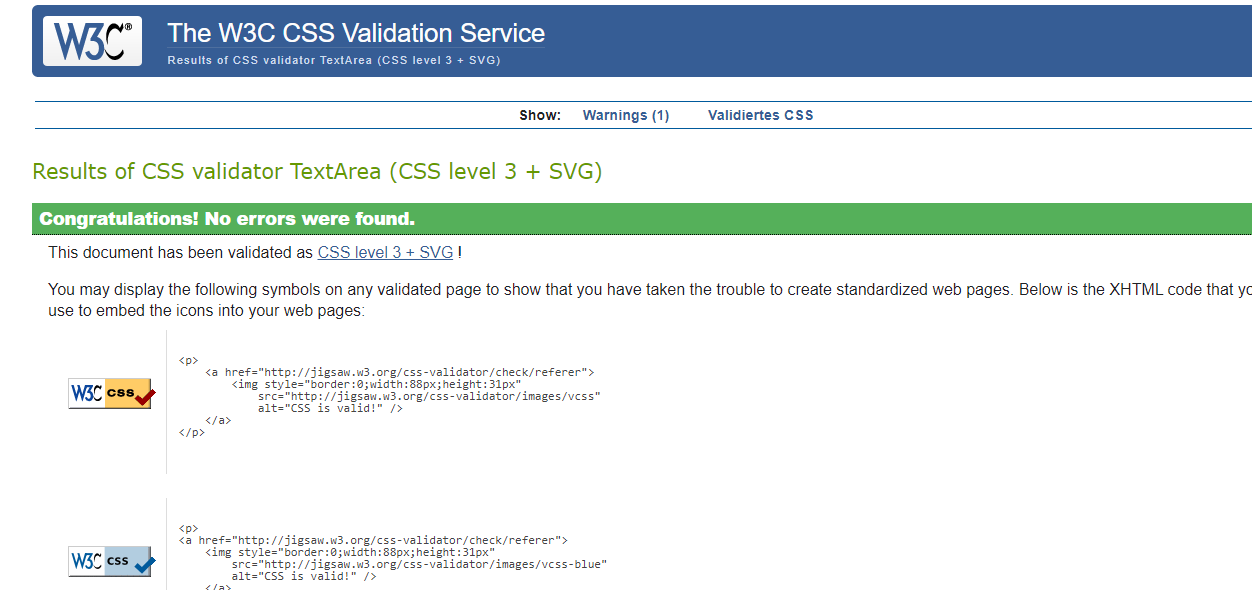 W3C®
The W3C CSS Validation Service
Results of CSS validator TextArea (CSS level 3 + SVG)
Show: Warnings (1) Validiertes CSS
Results of CSS validator TextArea (CSS level 3 + SVG)
Congratulations! No errors were found.
This document has been validated as CSS level 3 + SVG !
You may display the following symbols on any validated page to show that you have taken the trouble to create standardized web pages. Below is the XHTML code that
use to embed the icons into your web pages:
W3C css
<p>
<a href="http://jigsaw.w3.org/css-validator/check/referer">
<img style="border:0;width:88px;height:31px"
src="http://jigsaw.w3.org/css-validator/images/vcss"
alt="CSS is valid!" />
</a>
</p>
W3C css
<p>
<a href="http://jigsaw.w3.org/css-validator/check/referer">
<img style="border:0;width:88px;height:31px"
src="http://jigsaw.w3.org/css-validator/images/vcss-blue"
alt="CSS is valid!" />
</a>